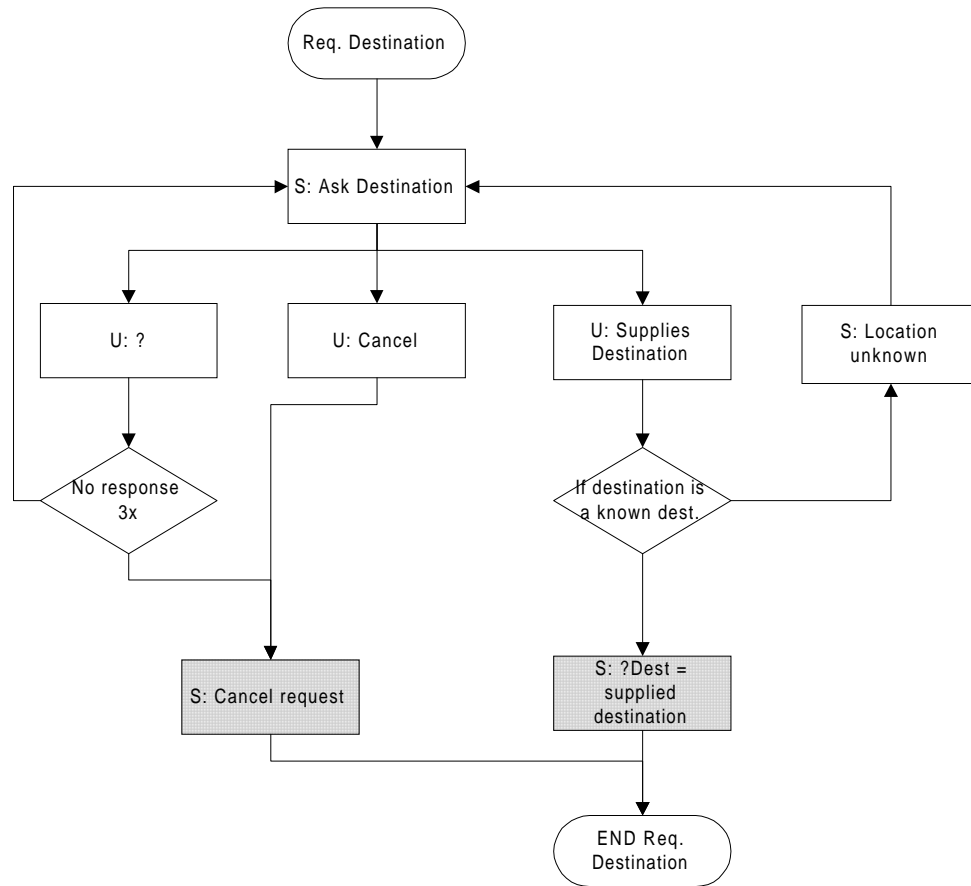 Req. Destination
S: Ask Destination
U: ?
U: Cancel
U: Supplies
Destination
S: Location
unknown
No response
3x
If destination is
a known dest.
S: Cancel request
S: ?Dest =
supplied
destination
END Req.
Destination